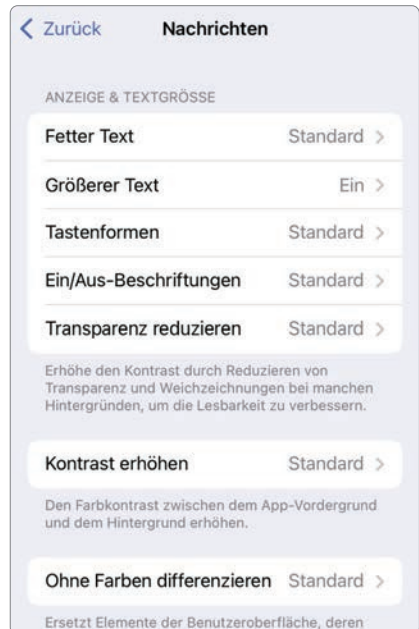 Zurück Nachrichten
ANZEIGE & TEXTGRÖSSE
Fetter Text Standard
Größerer Text Ein
Tastenformen Standard
Ein/Aus-Beschriftungen Standard
Transparenz reduzieren Standard
Erhöhe den Kontrast durch Reduzieren von
Transparenz und Weichzeichnungen bei manchen
Hintergründen, um die Lesbarkeit zu verbessern.
Kontrast erhöhen Standard
Den Farbkontrast zwischen dem App-Vordergrund
und dem Hintergrund erhöhen.
Ohne Farben differenzieren Standard
Ersetzt Elemente der Benutzeroberfläche, deren